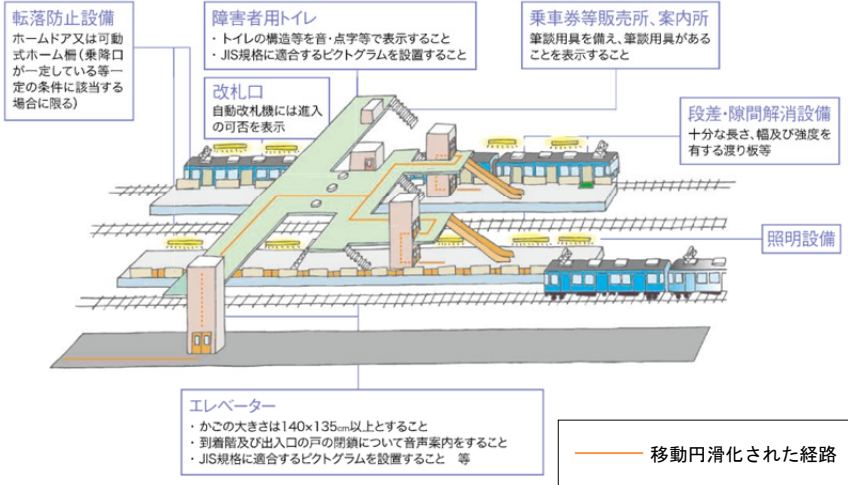 転落防止設備
ホームドア又は可動
式ホーム柵（乗降口
が一定している等一
定の条件に該当する
場合に限る）
障害者用トイレ
・トイレの構造等を音・点字等で表示すること
・JIS規格に適合するピクトグラムを設置すること
改札口
自動改札機には進入
の可否を表示
乗車券等販売所、案内所
筆談用具を備え、筆談用具がある
ことを表示すること
段差・隙間解消設備
十分な長さ、幅及び強度を
有する渡り板等
照明設備
エレベーター
・かごの大きさは140×135cm以上とすること
・到着階及び出入口の戸の閉鎖について音声案内をすること
・JIS規格に適合するピクトグラムを設置すること　等
移動円滑化された経路